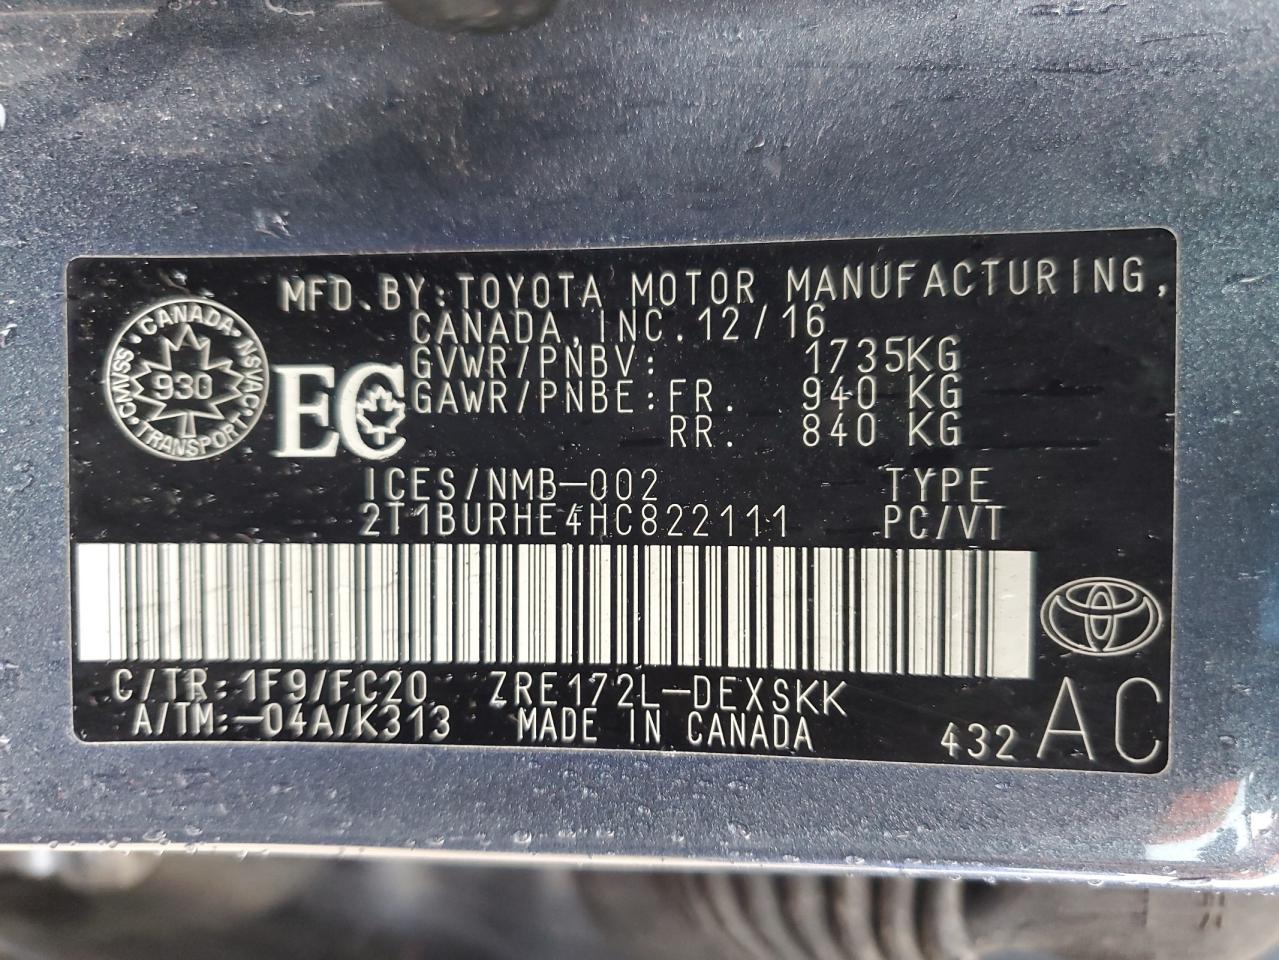 MFD.BY:TOYOTA MOTOR MANUFACTURING,
CANADA,INC.12/16
GVWR/PNBV: 1735KG
GAWR/PNBE:FR. 940 KG
RR. 840 KG
CANADA
CMVSS 930 NSVAC
TRANSPORT
EC
ICES/NMB-002 TYPE
2T1BURHE4HC822111 PC/VT
C/TR:1F9/FC20 ZRE172L-DEXSKK
A/TM:-04A/K313 MADE IN CANADA
432 AC